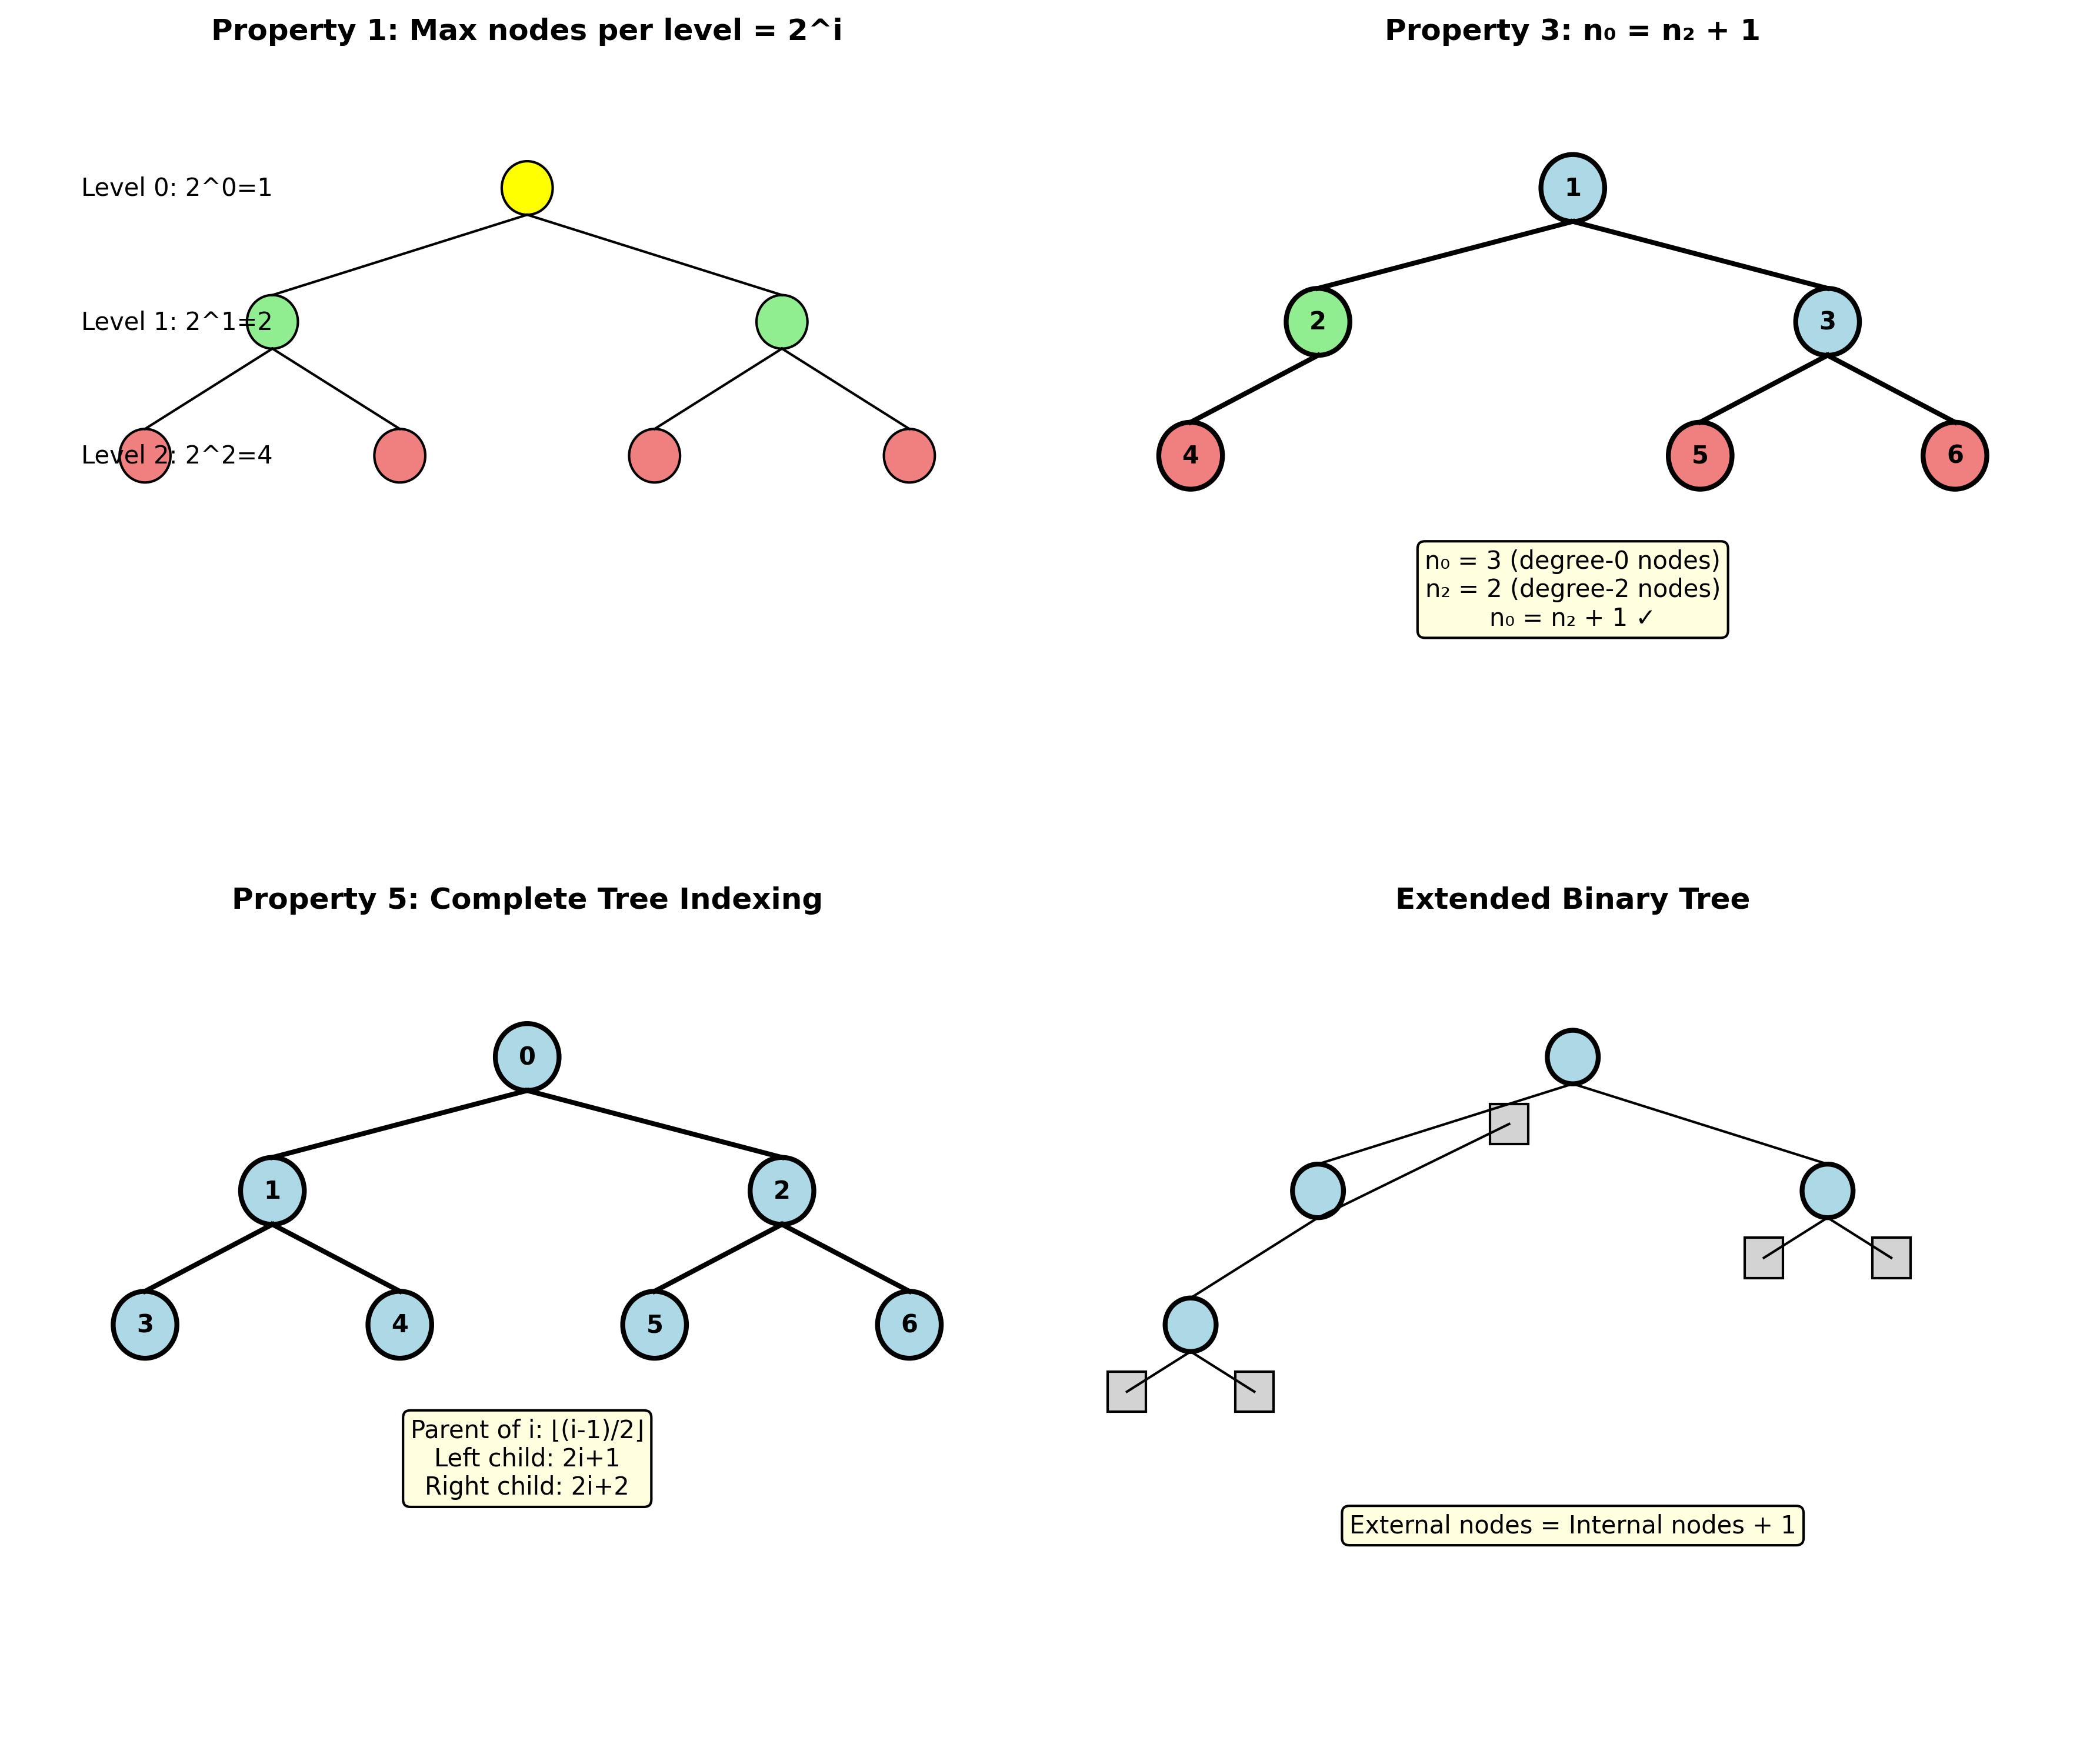 Property 1: Max nodes per level = 2^i
Level 0: 2^0=1
Level 1: 2^1=2
Level 2: 2^2=4
Property 3: n₀ = n₂ + 1
1
2
3
4
5
6
n₀ = 3 (degree-0 nodes)
n₂ = 2 (degree-2 nodes)
n₀ = n₂ + 1 ✓
Property 5: Complete Tree Indexing
0
1
2
3
4
5
6
Parent of i: ⌊(i-1)/2⌋
Left child: 2i+1
Right child: 2i+2
Extended Binary Tree
External nodes = Internal nodes + 1